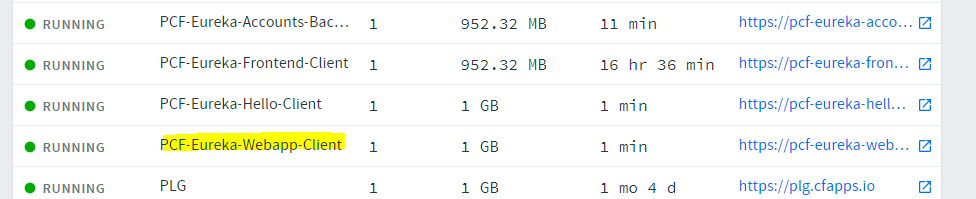 RUNNING PCF-Eureka-Accounts-Bac... 1 952.32 MB 11 min https://pcf-eureka-acco...
RUNNING PCF-Eureka-Frontend-Client 1 952.32 MB 16 hr 36 min https://pcf-eureka-fron...
RUNNING PCF-Eureka-Hello-Client 1 1 GB 1 min https://pcf-eureka-hell...
RUNNING PCF-Eureka-Webapp-Client 1 1 GB 1 min https://pcf-eureka-web...
RUNNING PLG 1 1 GB 1 mo 4 d https://plg.cfapps.io